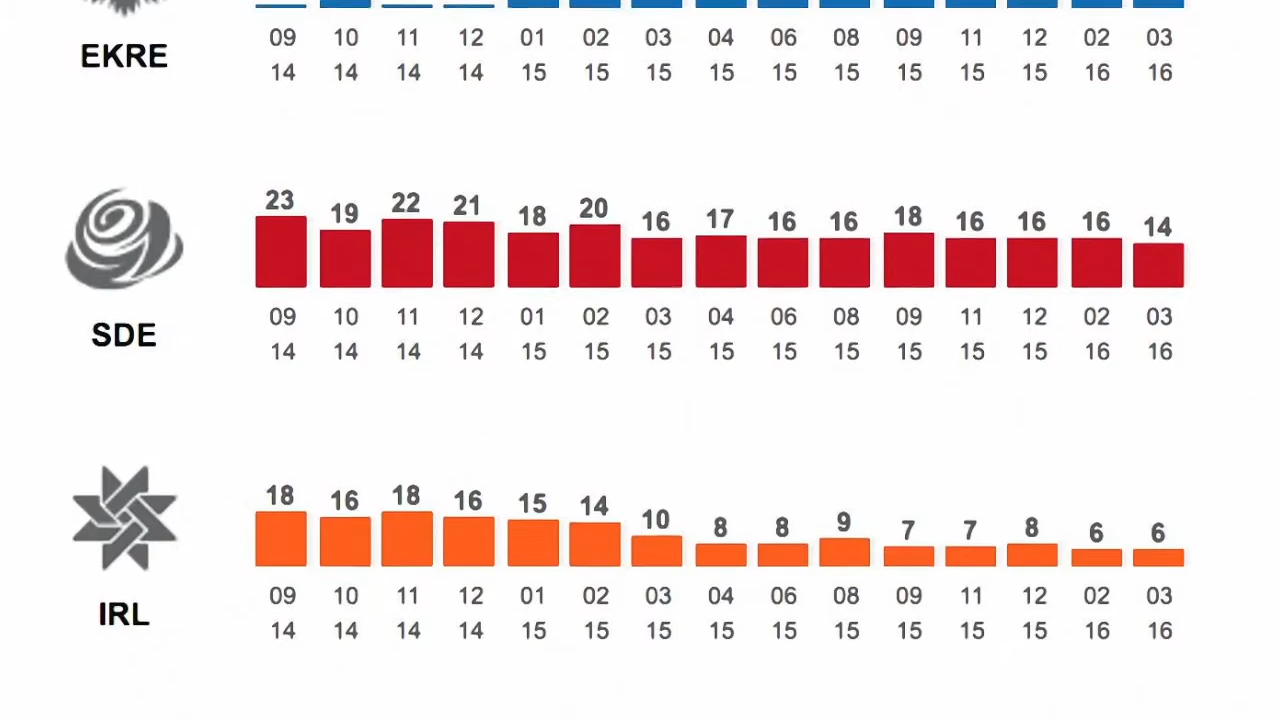 EKRE
09 10 11 12 01 02 03 04 06 08 09 11 12 02 03
14 14 14 14 15 15 15 15 15 15 15 15 15 16 16
23 19 22 21 18 20 16 17 16 16 18 16 16 16 14
SDE
09 10 11 12 01 02 03 04 06 08 09 11 12 02 03
14 14 14 14 15 15 15 15 15 15 15 15 15 16 16
18 16 18 16 15 14 10 8 8 9 7 7 8 6 6
IRL
09 10 11 12 01 02 03 04 06 08 09 11 12 02 03
14 14 14 14 15 15 15 15 15 15 15 15 15 16 16